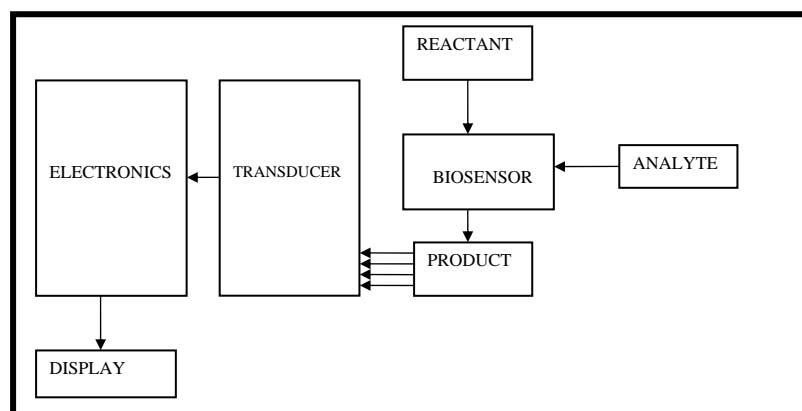 REACTANT
ELECTRONICS
TRANSDUCER
BIOSENSOR
ANALYTE
PRODUCT
DISPLAY